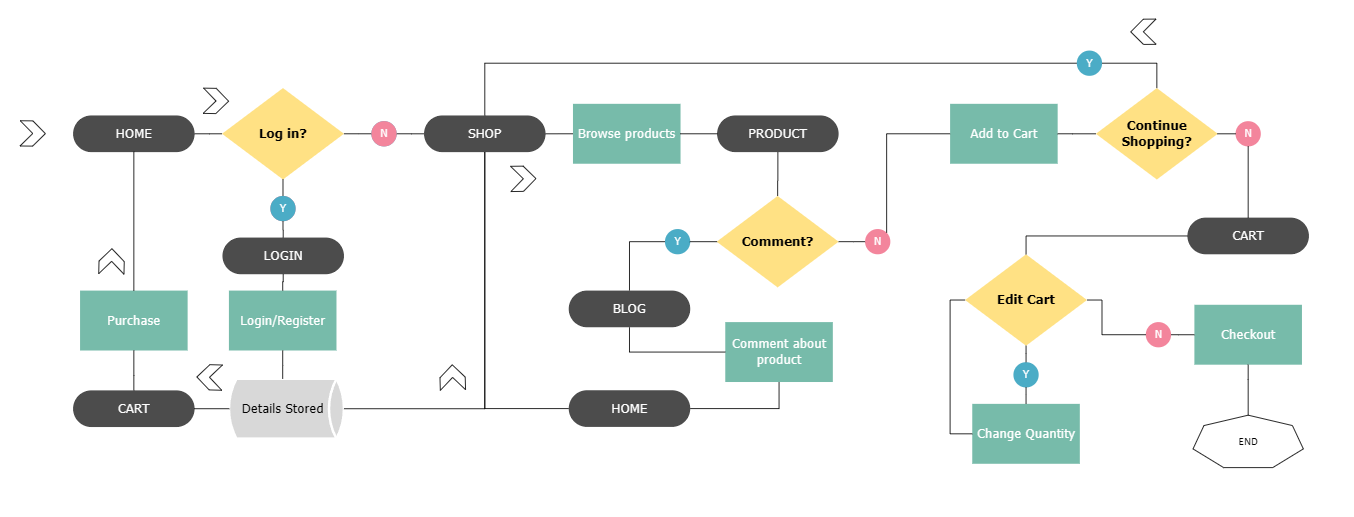 Y
HOME
Log in?
N
SHOP
Browse products
PRODUCT
Add to Cart
Continue
Shopping?
N
Y
LOGIN
Y
Comment?
N
CART
Edit Cart
BLOG
Purchase
Login/Register
Comment about
product
N
Checkout
Y
CART
Details Stored
HOME
Change Quantity
END